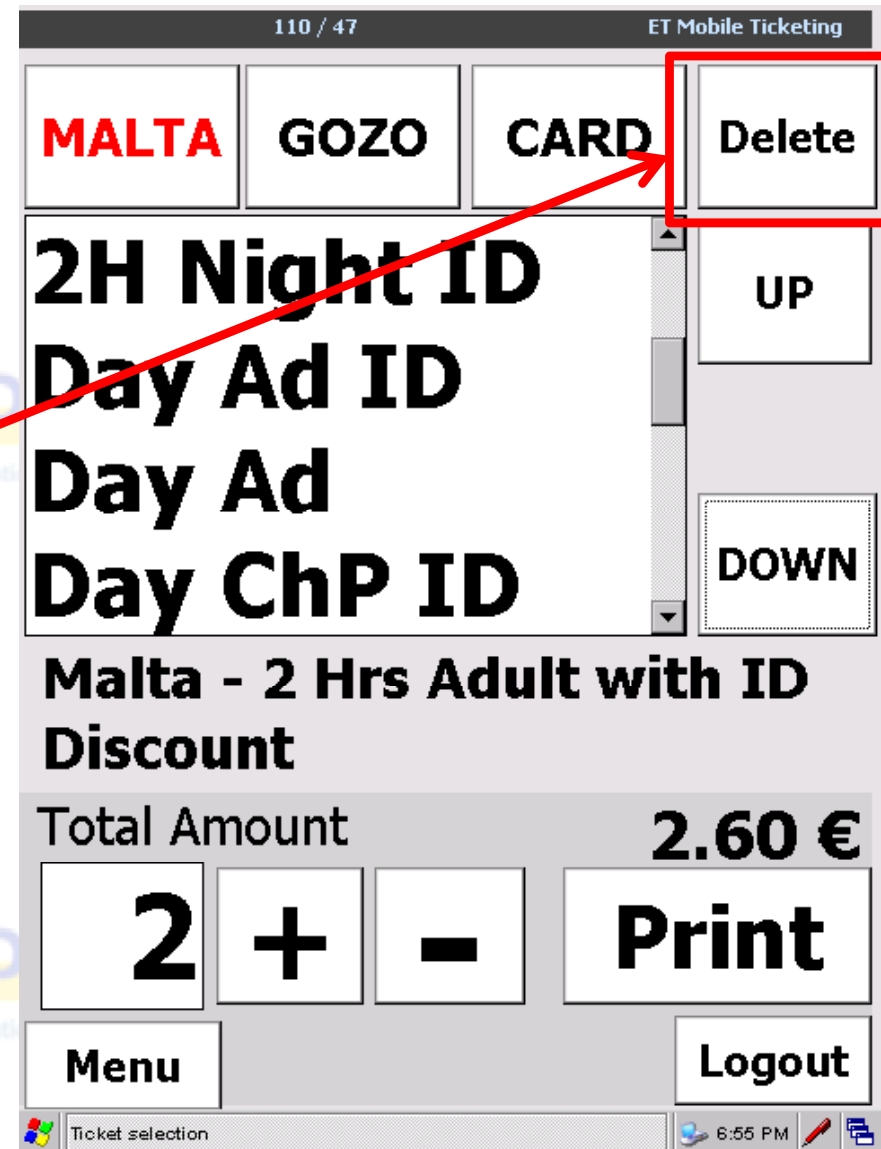 110 / 47 ET Mobile Ticketing
MALTA GOZO CARD Delete
2H Night ID
UP
Day Ad ID
Day Ad
DOWN
Day ChP ID
Malta - 2 Hrs Adult with ID
Discount
Total Amount 2.60 €
2 + - Print
Menu Logout
Ticket selection 6:55 PM